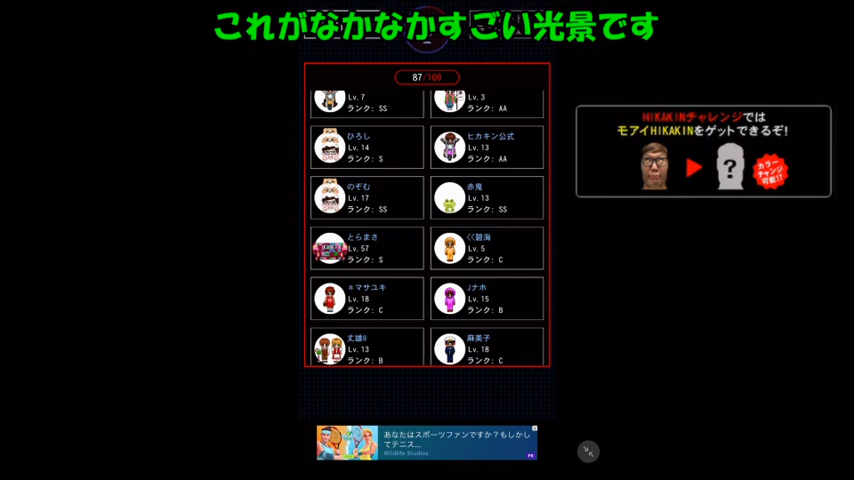 これがなかなかすごい光景です
87/100
Lv.7
ランク: SS
Lv.3
ランク: AA
ひろし
Lv.14
ランク: S
ヒカキン公式
Lv.13
ランク: AA
のぞむ
Lv.17
ランク: SS
赤鬼
Lv.13
ランク: SS
とらまさ
Lv.57
ランク: S
くく碧海
Lv.5
ランク: C
*マサユキ
Lv.18
ランク: C
Jナホ
Lv.15
ランク: B
丈雄θ
Lv.13
ランク: B
麻美子
Lv.18
ランク: C
HIKAKINチャレンジでは
モアイHIKAKINをゲットできるぞ!
?
カラー
チャンジ
可能!?
あなたはスポーツファンですか？もしかし
てテニス...
Wildlife Studios
PR